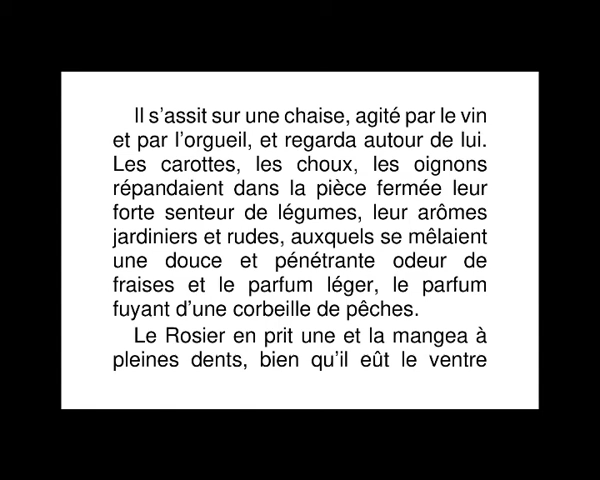 Il s'assit sur une chaise, agité par le vin
et par l'orgueil, et regarda autour de lui.
Les carottes, les choux, les oignons
répandaient dans la pièce fermée leur
forte senteur de légumes, leur arômes
jardiniers et rudes, auxquels se mêlaient
une douce et pénétrante odeur de
fraises et le parfum léger, le parfum
fuyant d'une corbeille de pêches.
Le Rosier en prit une et la mangea à
pleines dents, bien qu'il eût le ventre